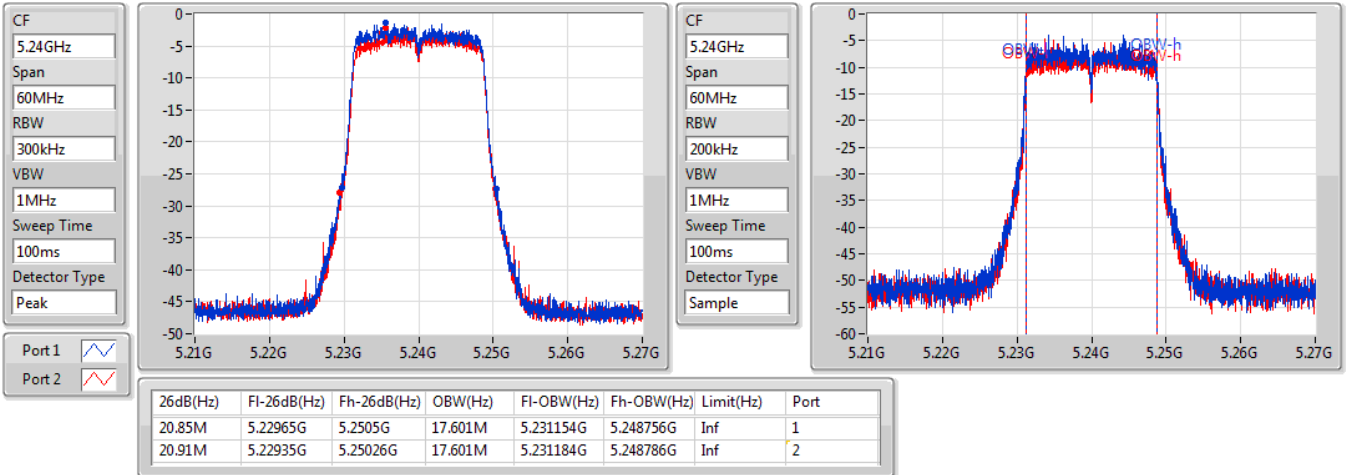 CF
5.24GHz
Span
60MHz
RBW
300kHz
VBW
1MHz
Sweep Time
100ms
Detector Type
Peak
Port 1
Port 2
0
-5
-10
-15
-20
-25
-30
-35
-40
-45
-50
5.21G 5.22G 5.23G 5.24G 5.25G 5.26G 5.27G
CF
5.24GHz
Span
60MHz
RBW
200kHz
VBW
1MHz
Sweep Time
100ms
Detector Type
Sample
0
-5
-10
-15
-20
-25
-30
-35
-40
-45
-50
-55
-60
OBW-h
OBW-h
5.21G 5.22G 5.23G 5.24G 5.25G 5.26G 5.27G
26dB(Hz) Fl-26dB(Hz) Fh-26dB(Hz) OBW(Hz) Fl-OBW(Hz) Fh-OBW(Hz) Limit(Hz) Port
20.85M 5.22965G 5.2505G 17.601M 5.231154G 5.248756G Inf 1
20.91M 5.22935G 5.25026G 17.601M 5.231184G 5.248786G Inf 2